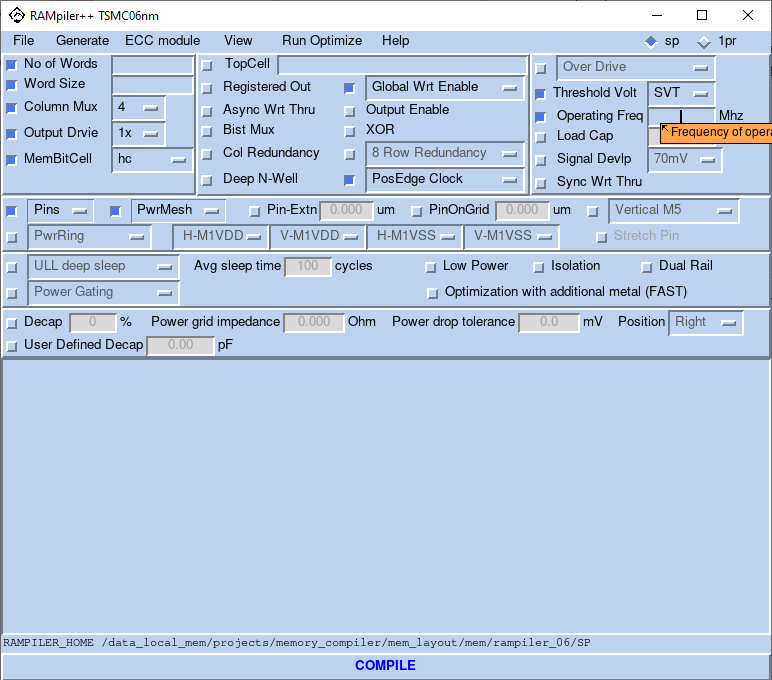 RAMpiler++ TSMC06nm
File Generate ECC module View Run Optimize Help sp 1pr
No of Words TopCell Over Drive
Word Size Registered Out Global Wrt Enable Threshold Volt SVT
Column Mux 4 Async Wrt Thru Output Enable Operating Freq Mhz
Frequency of opera
Output Drvie 1x Bist Mux XOR Load Cap
MemBitCell hc Col Redundancy 8 Row Redundancy Signal Devlp 70mV
Deep N-Well PosEdge Clock Sync Wrt Thru
Pins PwrMesh Pin-Extn 0.000 um PinOnGrid 0.000 um Vertical M5
PwrRing H-M1VDD V-M1VDD H-M1VSS V-M1VSS Stretch Pin
ULL deep sleep Avg sleep time 100 cycles Low Power Isolation Dual Rail
Power Gating Optimization with additional metal (FAST)
Decap 0 % Power grid impedance 0.000 Ohm Power drop tolerance 0.0 mV Position Right
User Defined Decap 0.00 pF
RAMPILER_HOME /data_local_mem/projects/memory_compiler/mem_layout/mem/rampiler_06/SP
COMPILE